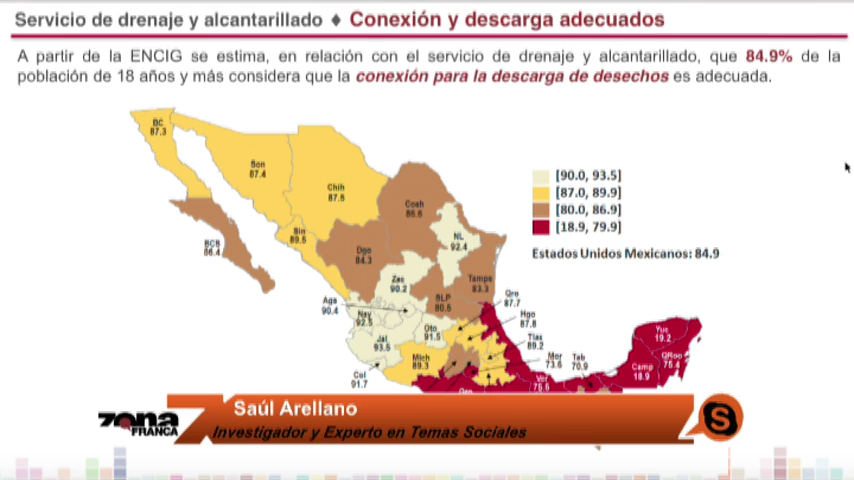 Servicio de drenaje y alcantarillado ♦ Conexión y descarga adecuados
A partir de la ENCIG se estima, en relación con el servicio de drenaje y alcantarillado, que 84.9% de la
población de 18 años y más considera que la conexión para la descarga de desechos es adecuada.
BC
87.3
Son
87.4
Chih
87.8
Coah
86.6
BCS
86.4
Sin
89.5
Dgo
84.3
NL
92.4
Zac
90.2
Tamps
83.3
SLP
80.5
Ags
90.4
Nay
92.5
Jal
93.5
Gto
91.5
Qro
87.7
Hgo
87.8
Tlax
89.2
Mor
73.6
Tab
70.9
Col
91.7
Mich
89.3
Ver
75.5
Gro
Yuc
19.2
QRoo
75.4
Camp
18.9
[90.0, 93.5]
[87.0, 89.9]
[80.0, 86.9]
[18.9, 79.9]
Estados Unidos Mexicanos: 84.9
zona
FRANCA
Saúl Arellano
Investigador y Experto en Temas Sociales
S